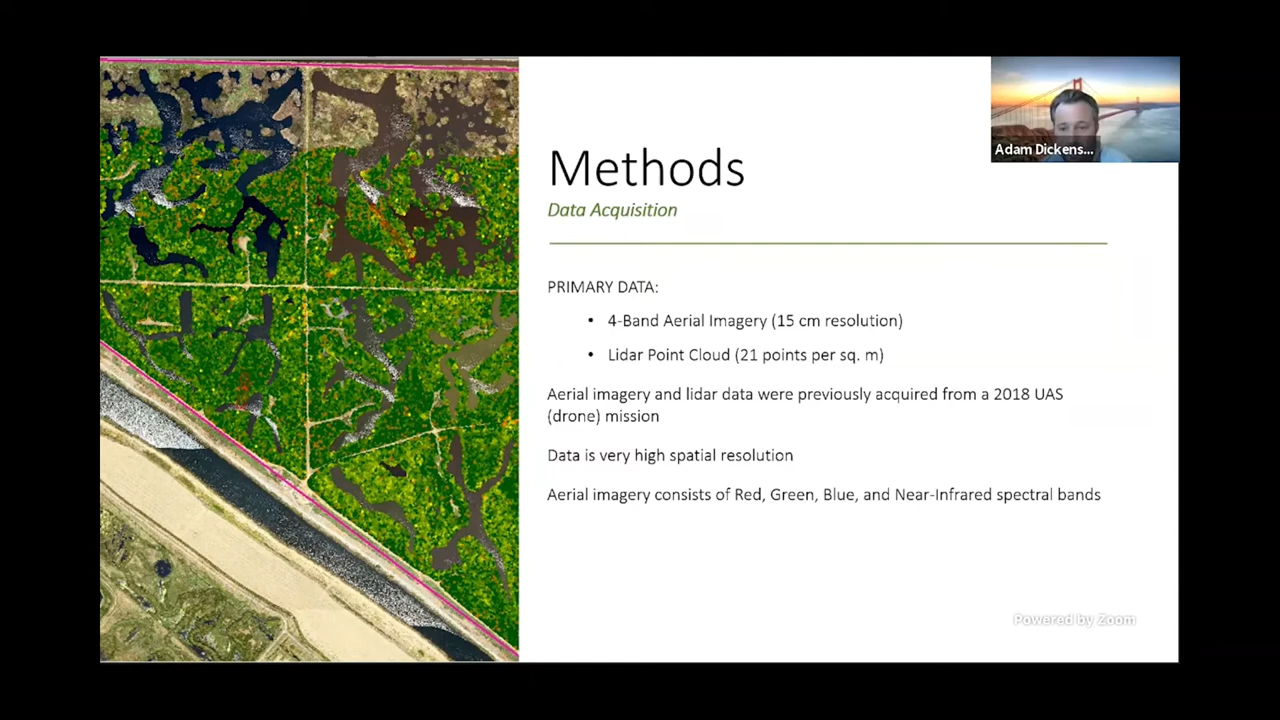 Adam Dickens...
Methods
Data Acquisition
PRIMARY DATA:
• 4-Band Aerial Imagery (15 cm resolution)
• Lidar Point Cloud (21 points per sq. m)
Aerial imagery and lidar data were previously acquired from a 2018 UAS
(drone) mission
Data is very high spatial resolution
Aerial imagery consists of Red, Green, Blue, and Near-Infrared spectral bands
Powered by Zoom